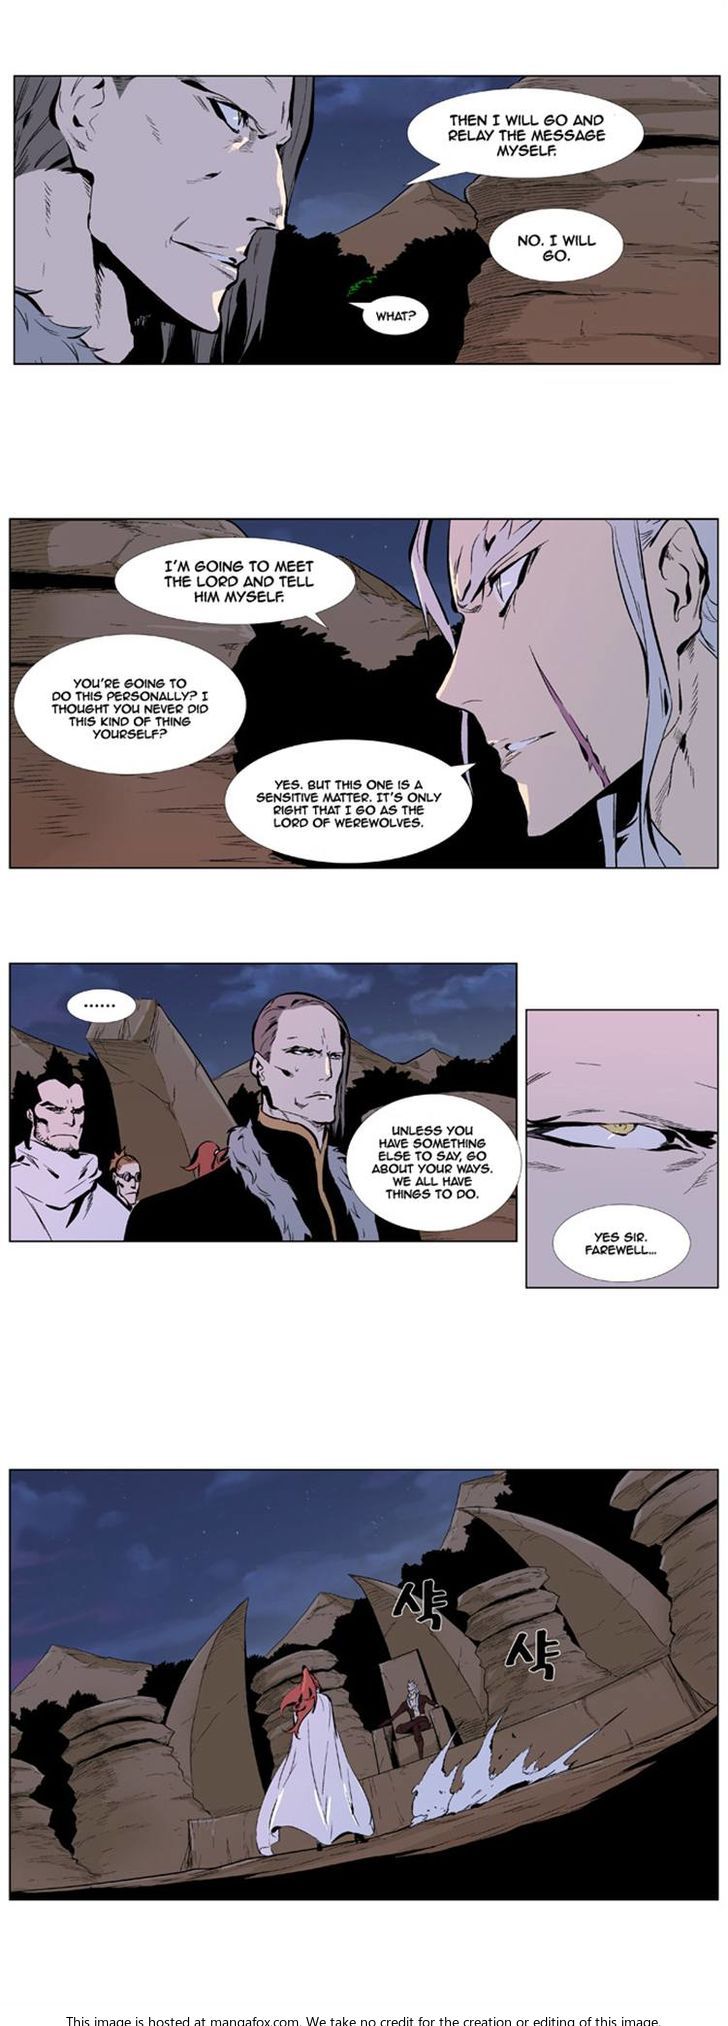 THEN I WILL GO AND
RELAY THE MESSAGE
MYSELF.
NO. I WILL
GO.
WHAT?
I'M GOING TO MEET
THE LORD AND TELL
HIM MYSELF.
YOU'RE GOING TO
DO THIS PERSONALLY? I
THOUGHT YOU NEVER DID
THIS KIND OF THING
YOURSELF?
YES. BUT THIS ONE IS A
SENSITIVE MATTER. IT'S ONLY
RIGHT THAT I GO AS THE
LORD OF WEREWOLVES.
......
UNLESS YOU
HAVE SOMETHING
ELSE TO SAY, GO
ABOUT YOUR WAYS.
WE ALL HAVE
THINGS TO DO.
YES SIR.
FAREWELL...
샥
샥
This image is hosted at mangafox.com. We take no credit for the creation or editing of this image.